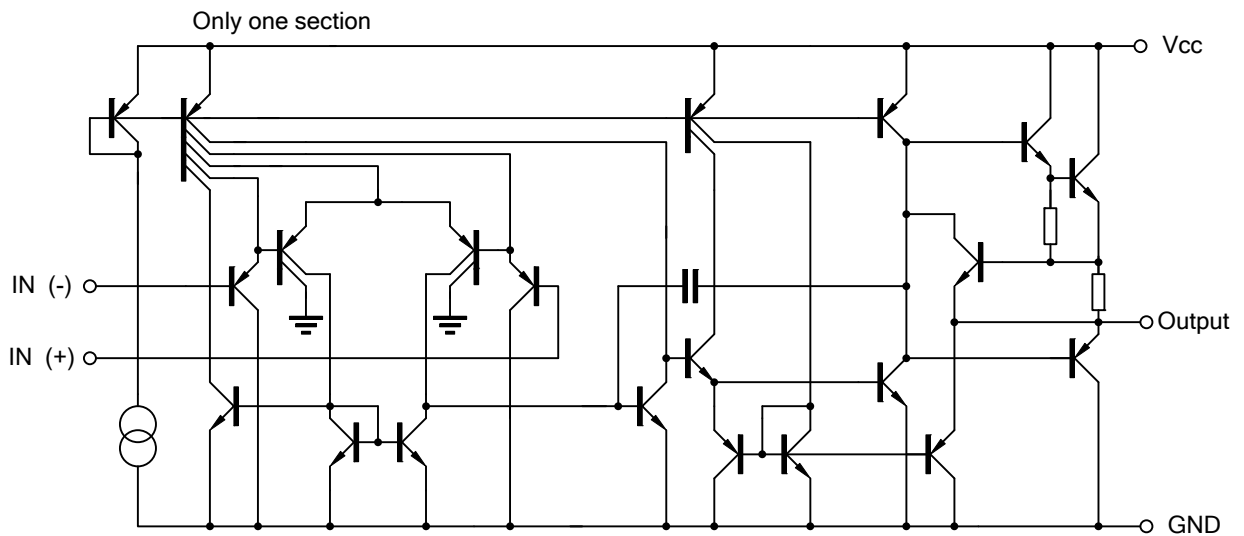 Only one section
Vcc
IN (-)
Output
IN (+)
GND